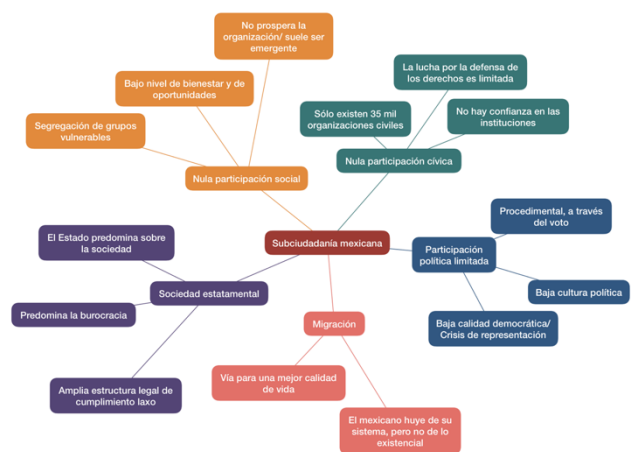 No prospera la
organización/ suele ser
emergente
Bajo nivel de bienestar y de
oportunidades
Segregación de grupos
vulnerables
Nula participación social
La lucha por la defensa de
los derechos es limitada
Sólo existen 35 mil
organizaciones civiles
No hay confianza en las
instituciones
Nula participación cívica
Subciudadanía mexicana
Procedimental, a través
del voto
Participación
política limitada
Baja cultura política
Baja calidad democrática/
Crisis de representación
El Estado predomina sobre
la sociedad
Sociedad estatamental
Predomina la burocracia
Amplia estructura legal de
cumplimiento laxo
Migración
Vía para una mejor calidad
de vida
El mexicano huye de su
sistema, pero no de lo
existencial